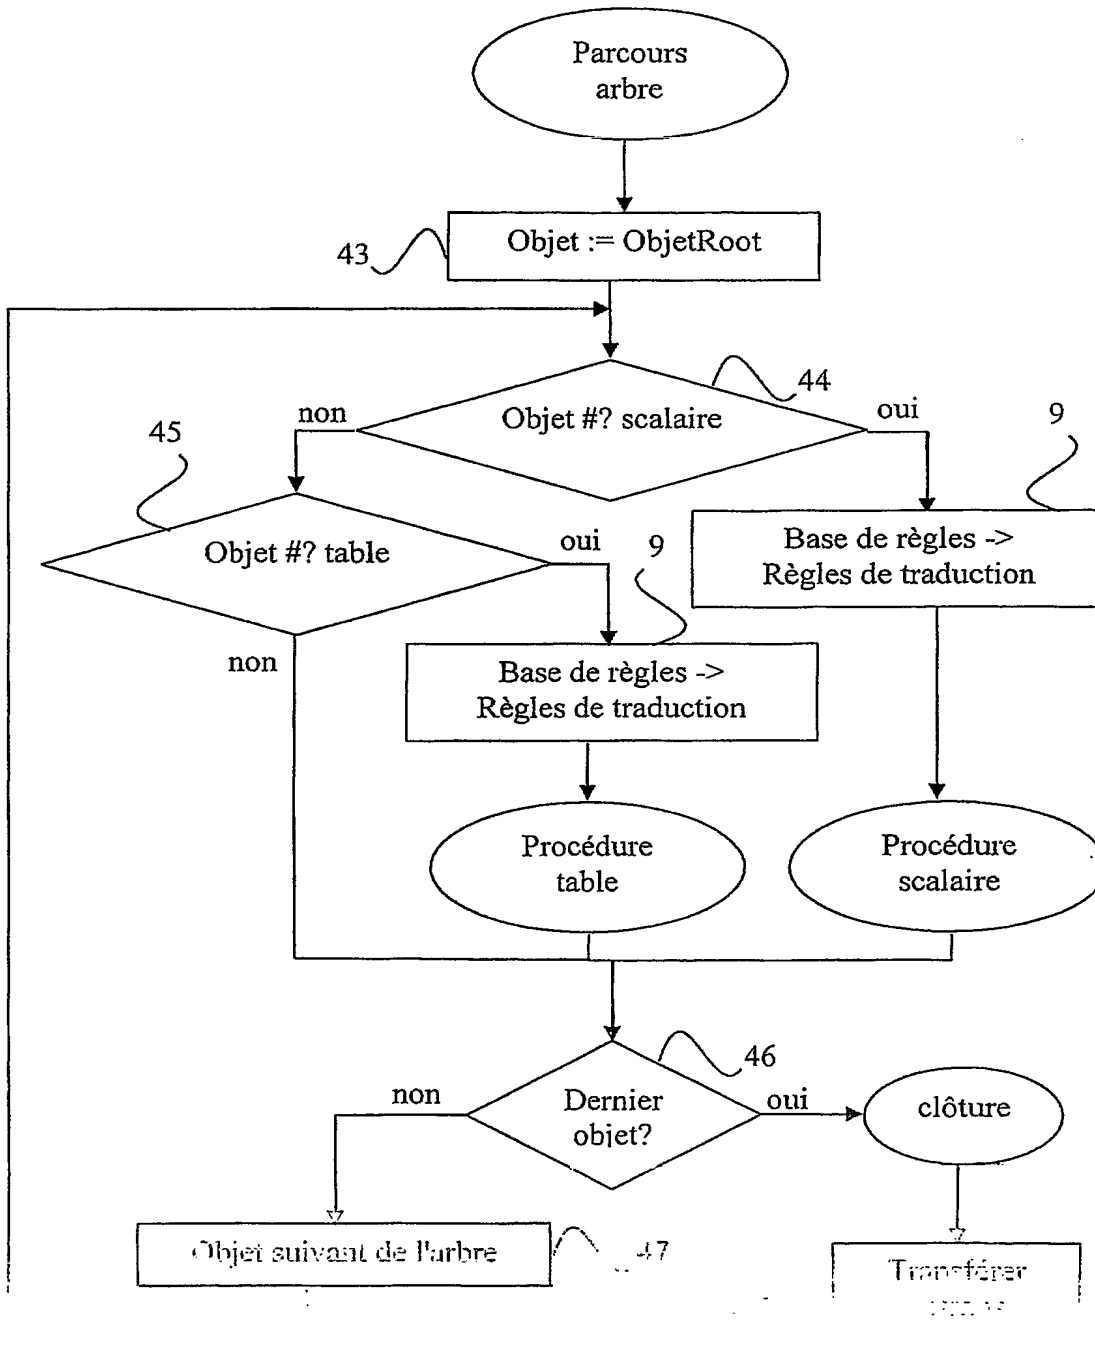 Parcours
arbre
43
Objet := ObjetRoot
44
Objet #? scalaire
non
oui
45
9
Objet #? table
oui
9
Base de règles ->
Règles de traduction
non
Base de règles ->
Règles de traduction
Procédure
table
Procédure
scalaire
46
non
Dernier
objet?
oui
clôture
Objet suivant de l'arbre
47
Transférer